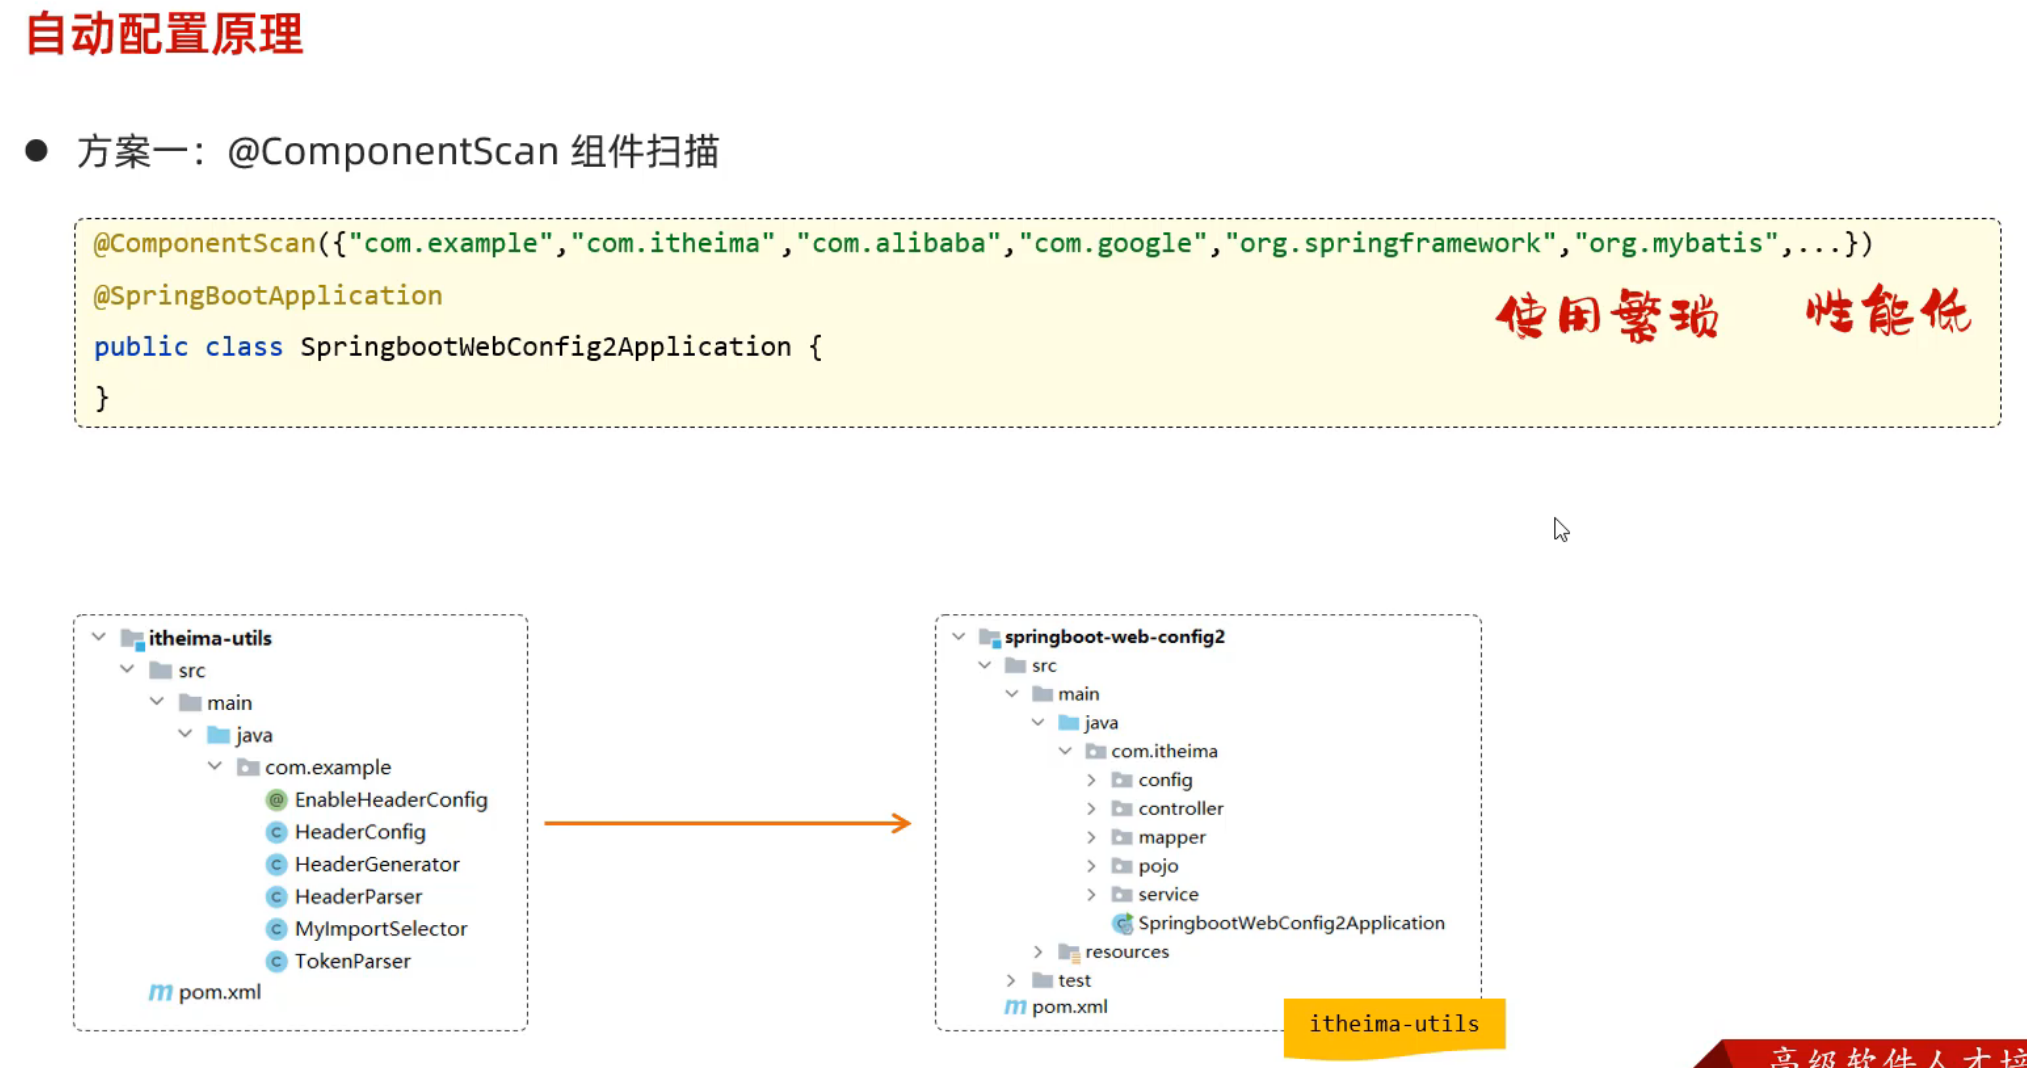 自动配置原理
方案一：@ComponentScan 组件扫描
@ComponentScan({"com.example","com.itheima","com.alibaba","com.google","org.springframework","org.mybatis",...})
@SpringBootApplication
使用繁琐 性能低
public class SpringbootWebConfig2Application {
}
itheima-utils
src
main
java
com.example
EnableHeaderConfig
HeaderConfig
HeaderGenerator
HeaderParser
MyImportSelector
TokenParser
pom.xml
springboot-web-config2
src
main
java
com.itheima
config
controller
mapper
pojo
service
SpringbootWebConfig2Application
resources
test
pom.xml
itheima-utils
高级软件人才培